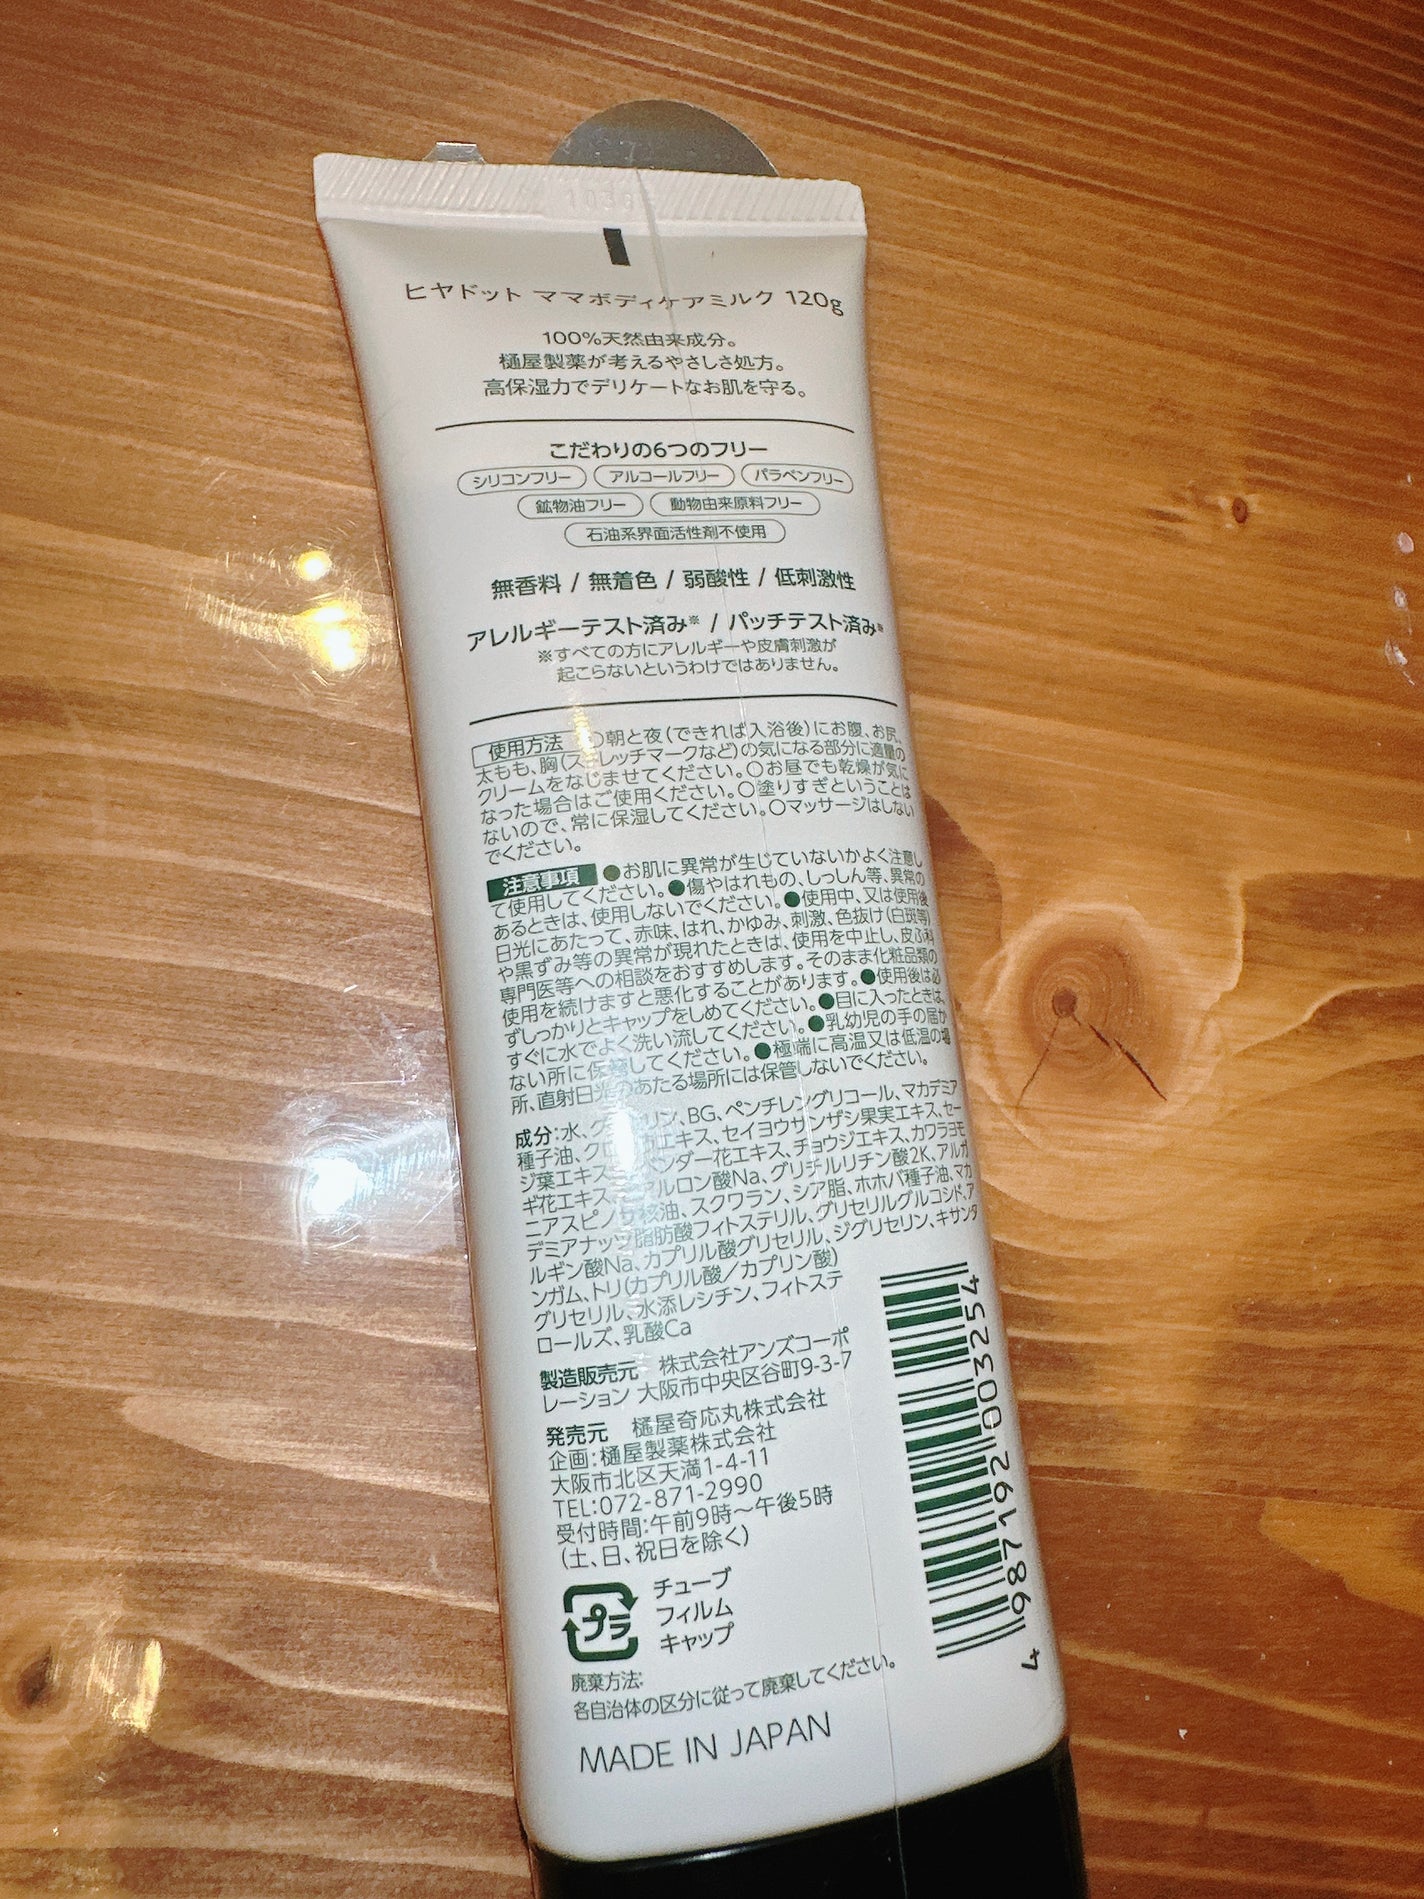 ヒヤドット ママボディケアミルク 120g
100%天然由来成分。
樋屋製薬が考えるやさしさ処方。
高保湿力でデリケートなお肌を守る。
こだわりの6つのフリー
シリコンフリー アルコールフリー パラベンフリー
鉱物油フリー 動物由来原料フリー
石油系界面活性剤不使用
無香料 / 無着色 / 弱酸性 / 低刺激性
アレルギーテスト済み※ / パッチテスト済み※
※すべての方にアレルギーや皮膚刺激が
起こらないというわけではありません。
使用方法 ○朝と夜(できれば入浴後)にお腹、お尻、
太もも、胸(ストレッチマークなど)の気になる部分に適量の
クリームをなじませてください。○お昼でも乾燥が気に
なった場合はご使用ください。○塗りすぎということは
ないので、常に保湿してください。○マッサージはしない
でください。
注意事項 ●お肌に異常が生じていないかよく注意し
て使用してください。●傷やはれもの、しっしん等、異常の
あるときは、使用しないでください。●使用中、又は使用後
日光にあたって、赤味、はれ、かゆみ、刺激、色抜け(白斑等)
や黒ずみ等の異常が現れたときは、使用を中止し、皮ふ科
専門医等への相談をおすすめします。そのまま化粧品類の
使用を続けますと悪化することがあります。●使用後は必
ずしっかりとキャップをしめてください。●目に入ったときは、
すぐに水でよく洗い流してください。●乳幼児の手の届か
ない所に保管してください。●極端に高温又は低温の場
所、直射日光のあたる場所には保管しないでください。
成分:水、グリセリン、BG、ペンチレングリコール、マカデミア
種子油、クロ エキス、セイヨウサンザシ果実エキス、セー
ジ葉エキス、ラベンダー花エキス、チョウジエキス、カワラヨモ
ギ花エキス、ヒアルロン酸Na、グリチルリチン酸2K、アルガ
ニアスピノサ核油、スクワラン、シア脂、ホホバ種子油、マカ
デミアナッツ脂肪酸フィトステリル、グリセリルグルコシド、ア
ルギン酸Na、カプリル酸グリセリル、ジグリセリン、キサンタ
ンガム、トリ(カプリル酸/カプリン酸)
グリセリル、水添レシチン、フィトステ
ロールズ、乳酸Ca
製造販売元 株式会社アンズコーポ
レーション 大阪市中央区谷町9-3-7
発売元 樋屋奇応丸株式会社
企画:樋屋製薬株式会社
大阪市北区天満1-4-11
TEL:072-871-2990
受付時間:午前9時〜午後5時
(土、日、祝日を除く)
プラ
チューブ
フィルム
キャップ
廃棄方法:
各自治体の区分に従って廃棄してください。
MADE IN JAPAN
4 987192 003254